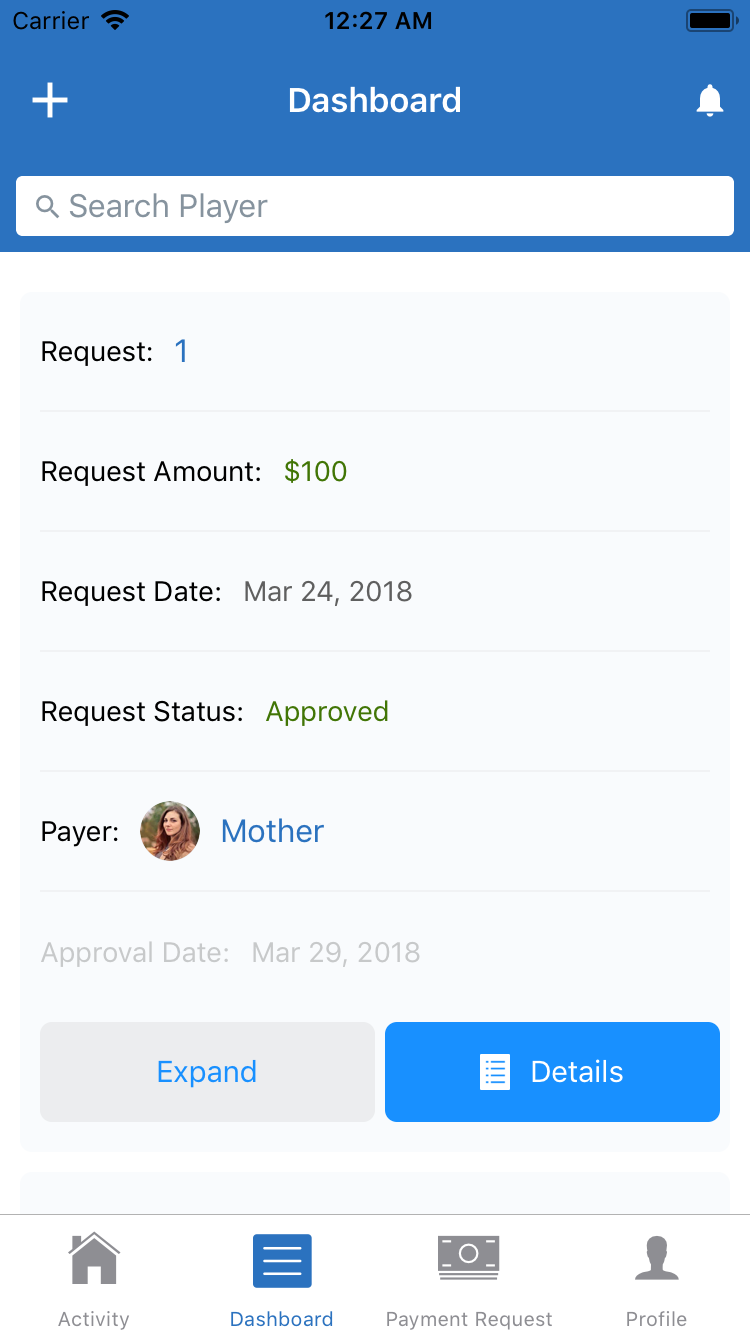 Carrier 12:27 AM
Dashboard
Search Player
Request: 1
Request Amount: $100
Request Date: Mar 24, 2018
Request Status: Approved
Payer: Mother
Approval Date: Mar 29, 2018
Expand Details
Activity Dashboard Payment Request Profile